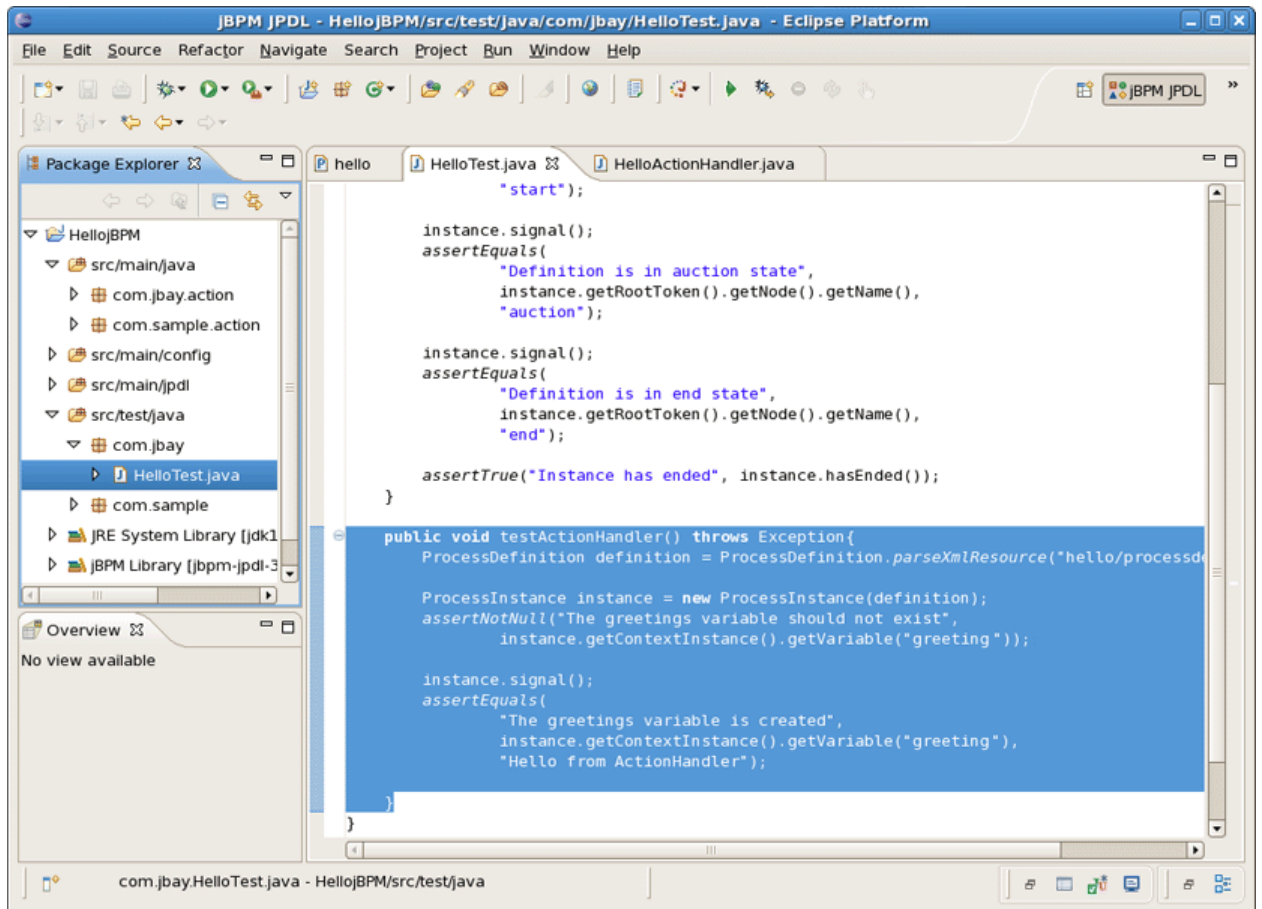 jBPM JPDL - HellojBPM/src/test/java/com/jbay/HelloTest.java - Eclipse Platform
File Edit Source Refactor Navigate Search Project Run Window Help
jBPM JPDL
Package Explorer
HellojBPM
src/main/java
com.jbay.action
com.sample.action
src/main/config
src/main/jpdl
src/test/java
com.jbay
HelloTest.java
com.sample
JRE System Library [jdk1
jBPM Library [jbpm-jpdl-3
Overview
No view available
hello HelloTest.java HelloActionHandler.java
"start");
instance.signal();
assertEquals(
"Definition is in auction state",
instance.getRootToken().getNode().getName(),
"auction");
instance.signal();
assertEquals(
"Definition is in end state",
instance.getRootToken().getNode().getName(),
"end");
assertTrue("Instance has ended", instance.hasEnded());
}
public void testActionHandler() throws Exception{
ProcessDefinition definition = ProcessDefinition.parseXmlResource("hello/processde
ProcessInstance instance = new ProcessInstance(definition);
assertNotNull("The greetings variable should not exist",
instance.getContextInstance().getVariable("greeting"));
instance.signal();
assertEquals(
"The greetings variable is created",
instance.getContextInstance().getVariable("greeting"),
"Hello from ActionHandler");
}
}
com.jbay.HelloTest.java - HellojBPM/src/test/java